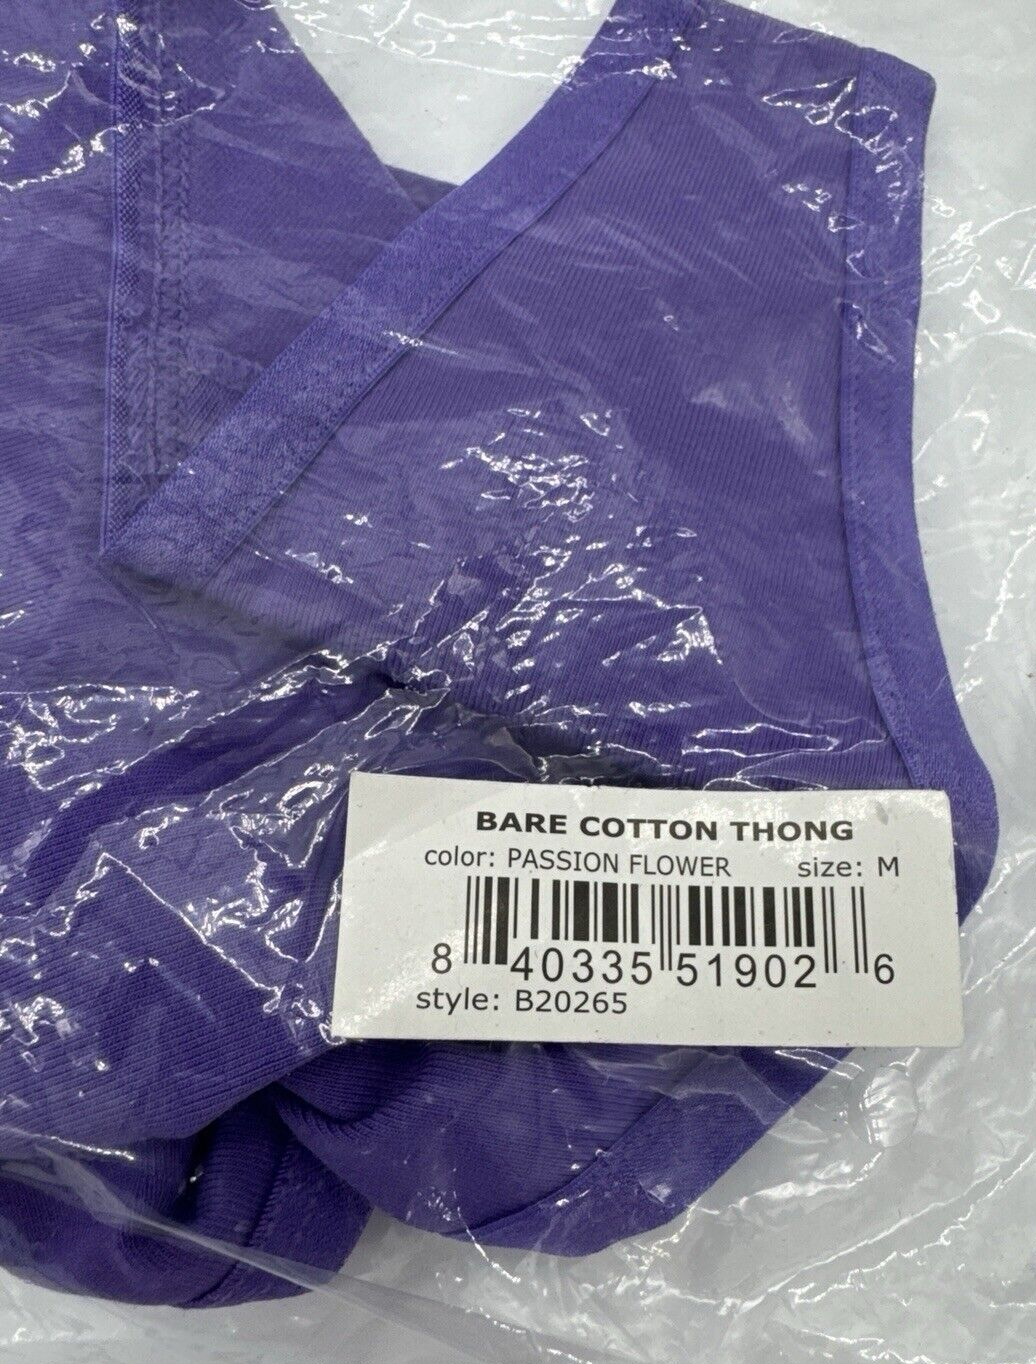 BARE COTTON THONG
color: PASSION FLOWER size: M
8 40335 51902 6
style: B20265